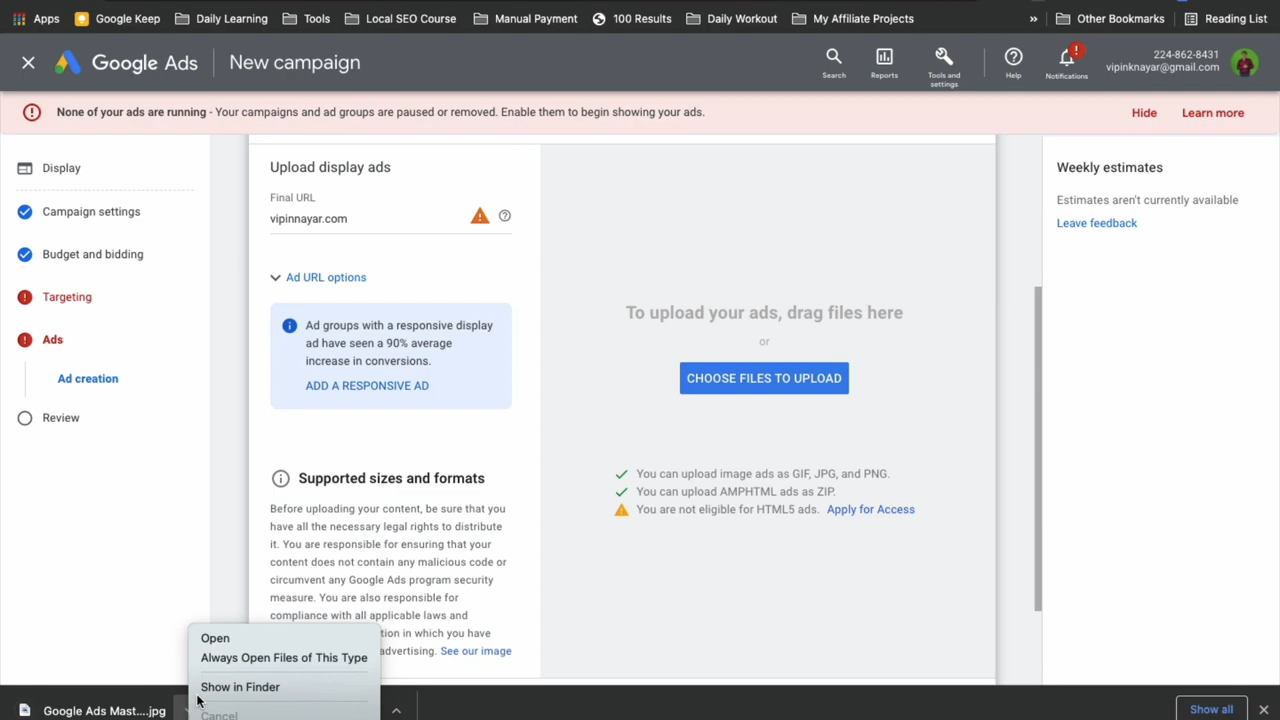 Apps Google Keep Daily Learning Tools Local SEO Course Manual Payment 100 Results Daily Workout My Affiliate Projects » Other Bookmarks Reading List
Google Ads New campaign
Search Reports Tools and settings Help Notifications
224-862-8431
vipinknayar@gmail.com
None of your ads are running - Your campaigns and ad groups are paused or removed. Enable them to begin showing your ads. Hide Learn more
Display
Campaign settings
Budget and bidding
Targeting
Ads
Ad creation
Review
Upload display ads
Final URL
vipinnayar.com
Ad URL options
Ad groups with a responsive display
ad have seen a 90% average
increase in conversions.
ADD A RESPONSIVE AD
Supported sizes and formats
Before uploading your content, be sure that you
have all the necessary legal rights to distribute
it. You are responsible for ensuring that your
content does not contain any malicious code or
circumvent any Google Ads program security
measure. You are also responsible for
compliance with all applicable laws and
tion in which you have
advertising. See our image
To upload your ads, drag files here
or
CHOOSE FILES TO UPLOAD
You can upload image ads as GIF, JPG, and PNG.
You can upload AMPHTML ads as ZIP.
You are not eligible for HTML5 ads. Apply for Access
Weekly estimates
Estimates aren't currently available
Leave feedback
Open
Always Open Files of This Type
Show in Finder
Cancel
Google Ads Mast....jpg
Show all